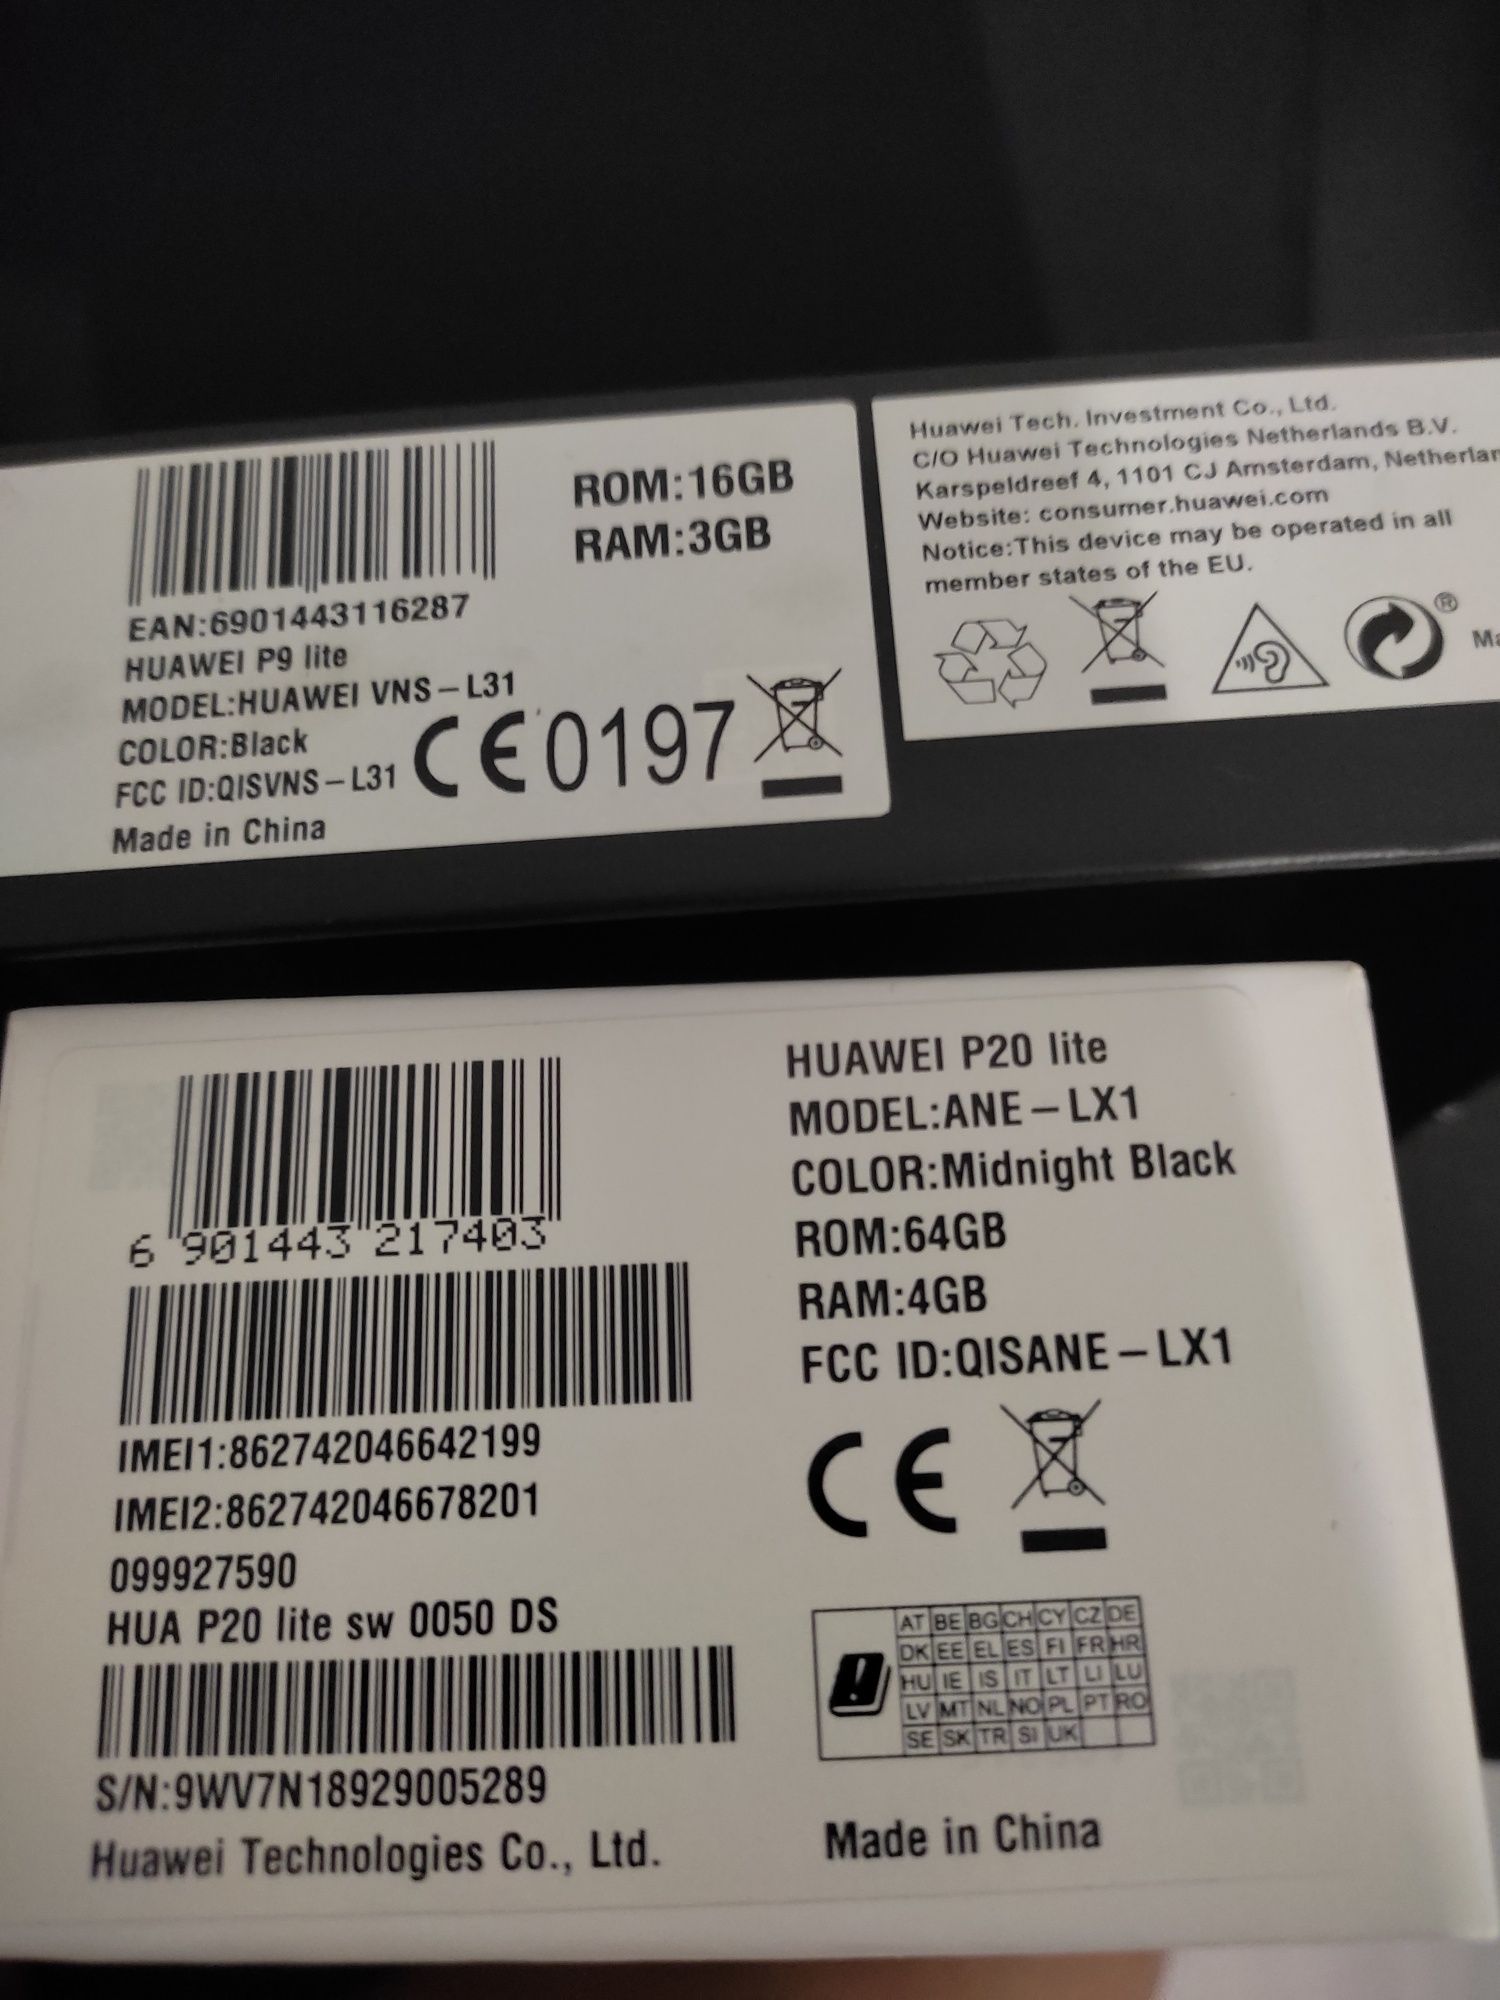 ROM:16GB
RAM:3GB
EAN:6901443116287
HUAWEI P9 lite
MODEL:HUAWEI VNS-L31
COLOR:Black
FCC ID:QISVNS-L31
CE0197
Made in China
Huawei Tech. Investment Co., Ltd.
C/O Huawei Technologies Netherlands B.V.
Karspeldreef 4, 1101 CJ Amsterdam,
Website: consumer.huawei.com
Notice:This device may be operated in all
member states of the EU.
®
6 901443 217403
IMEI1:862742046642199
IMEI2:862742046678201
099927590
HUA P20 lite sw 0050 DS
S/N:9WV7N18929005289
Huawei Technologies Co., Ltd.
HUAWEI P20 lite
MODEL:ANE-LX1
COLOR:Midnight Black
ROM:64GB
RAM:4GB
FCC ID:QISANE-LX1
CE
AT BE BG CH CY CZ DE
DK EE EL ES FI FR HR
HU IE IS IT LT LI LU
LV MT NL NO PL PT RO
SE SK TR SI UK
Made in China